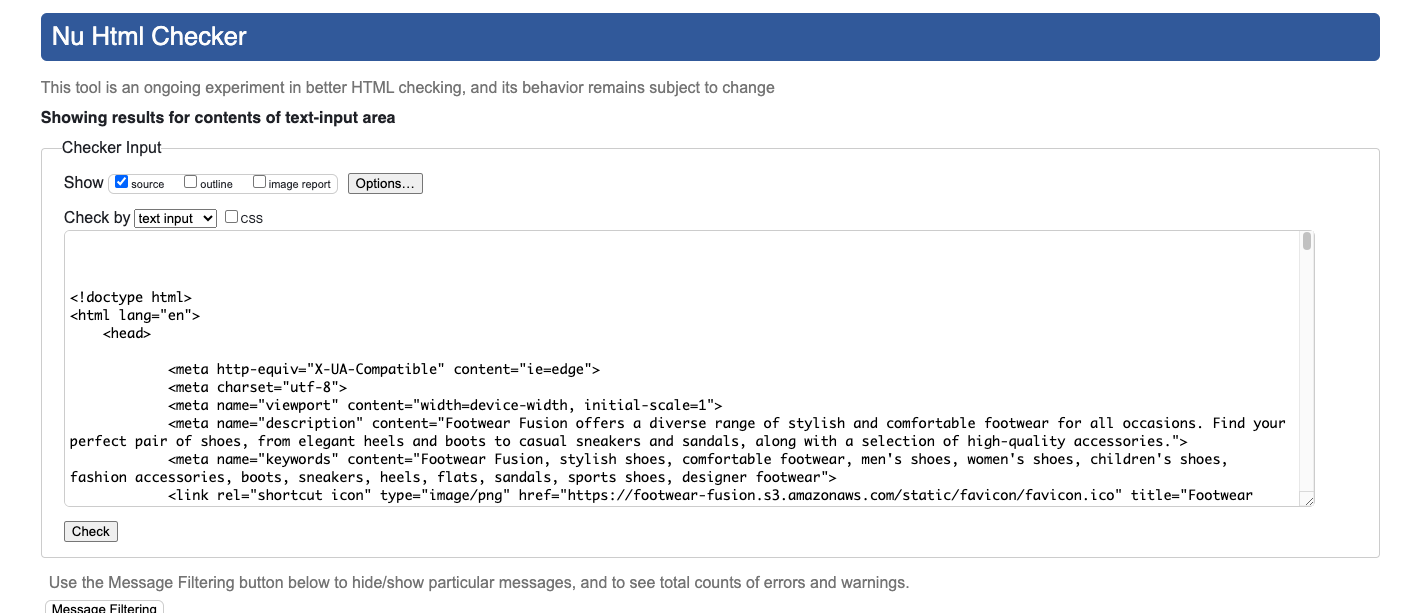 Nu Html Checker
This tool is an ongoing experiment in better HTML checking, and its behavior remains subject to change
Showing results for contents of text-input area
Checker Input
Show source outline image report Options...
Check by text input css
<!doctype html>
<html lang="en">
<head>
<meta http-equiv="X-UA-Compatible" content="ie=edge">
<meta charset="utf-8">
<meta name="viewport" content="width=device-width, initial-scale=1">
<meta name="description" content="Footwear Fusion offers a diverse range of stylish and comfortable footwear for all occasions. Find your
perfect pair of shoes, from elegant heels and boots to casual sneakers and sandals, along with a selection of high-quality accessories.">
<meta name="keywords" content="Footwear Fusion, stylish shoes, comfortable footwear, men's shoes, women's shoes, children's shoes,
fashion accessories, boots, sneakers, heels, flats, sandals, sports shoes, designer footwear">
<link rel="shortcut icon" type="image/png" href="https://footwear-fusion.s3.amazonaws.com/static/favicon/favicon.ico" title="Footwear
Check
Use the Message Filtering button below to hide/show particular messages, and to see total counts of errors and warnings.
Message Filtering